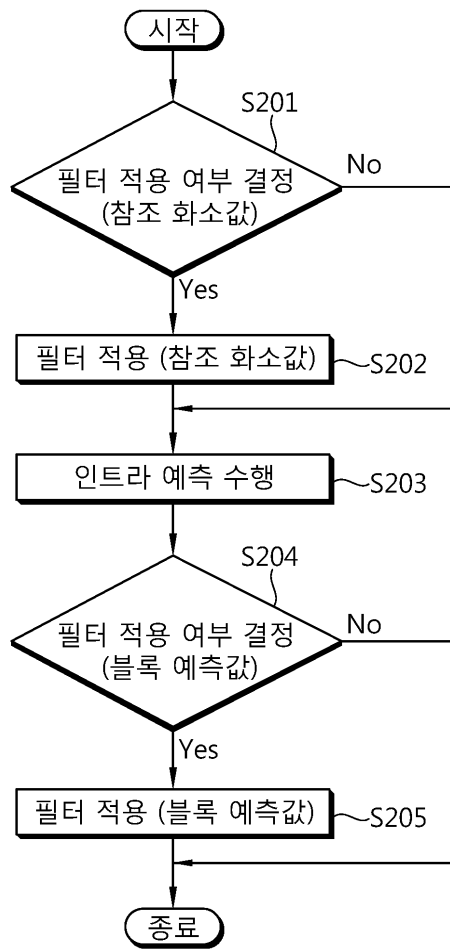 시작
S201
필터 적용 여부 결정
(참조 화소값)
No
Yes
필터 적용 (참조 화소값)
S202
인트라 예측 수행
S203
S204
필터 적용 여부 결정
(블록 예측값)
No
Yes
필터 적용 (블록 예측값)
S205
종료